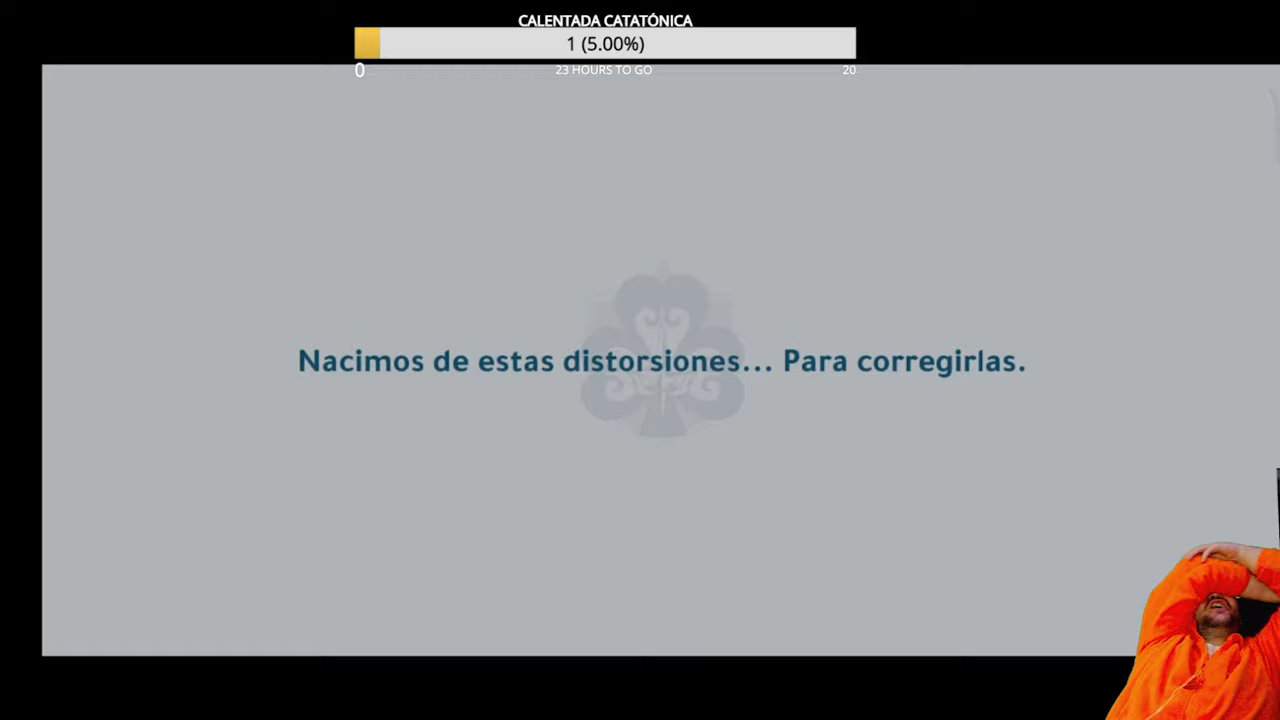 CALENTADA CATATÓNICA
1 (5.00%)
0 23 HOURS TO GO 20
Nacimos de estas distorsiones... Para corregirlas.